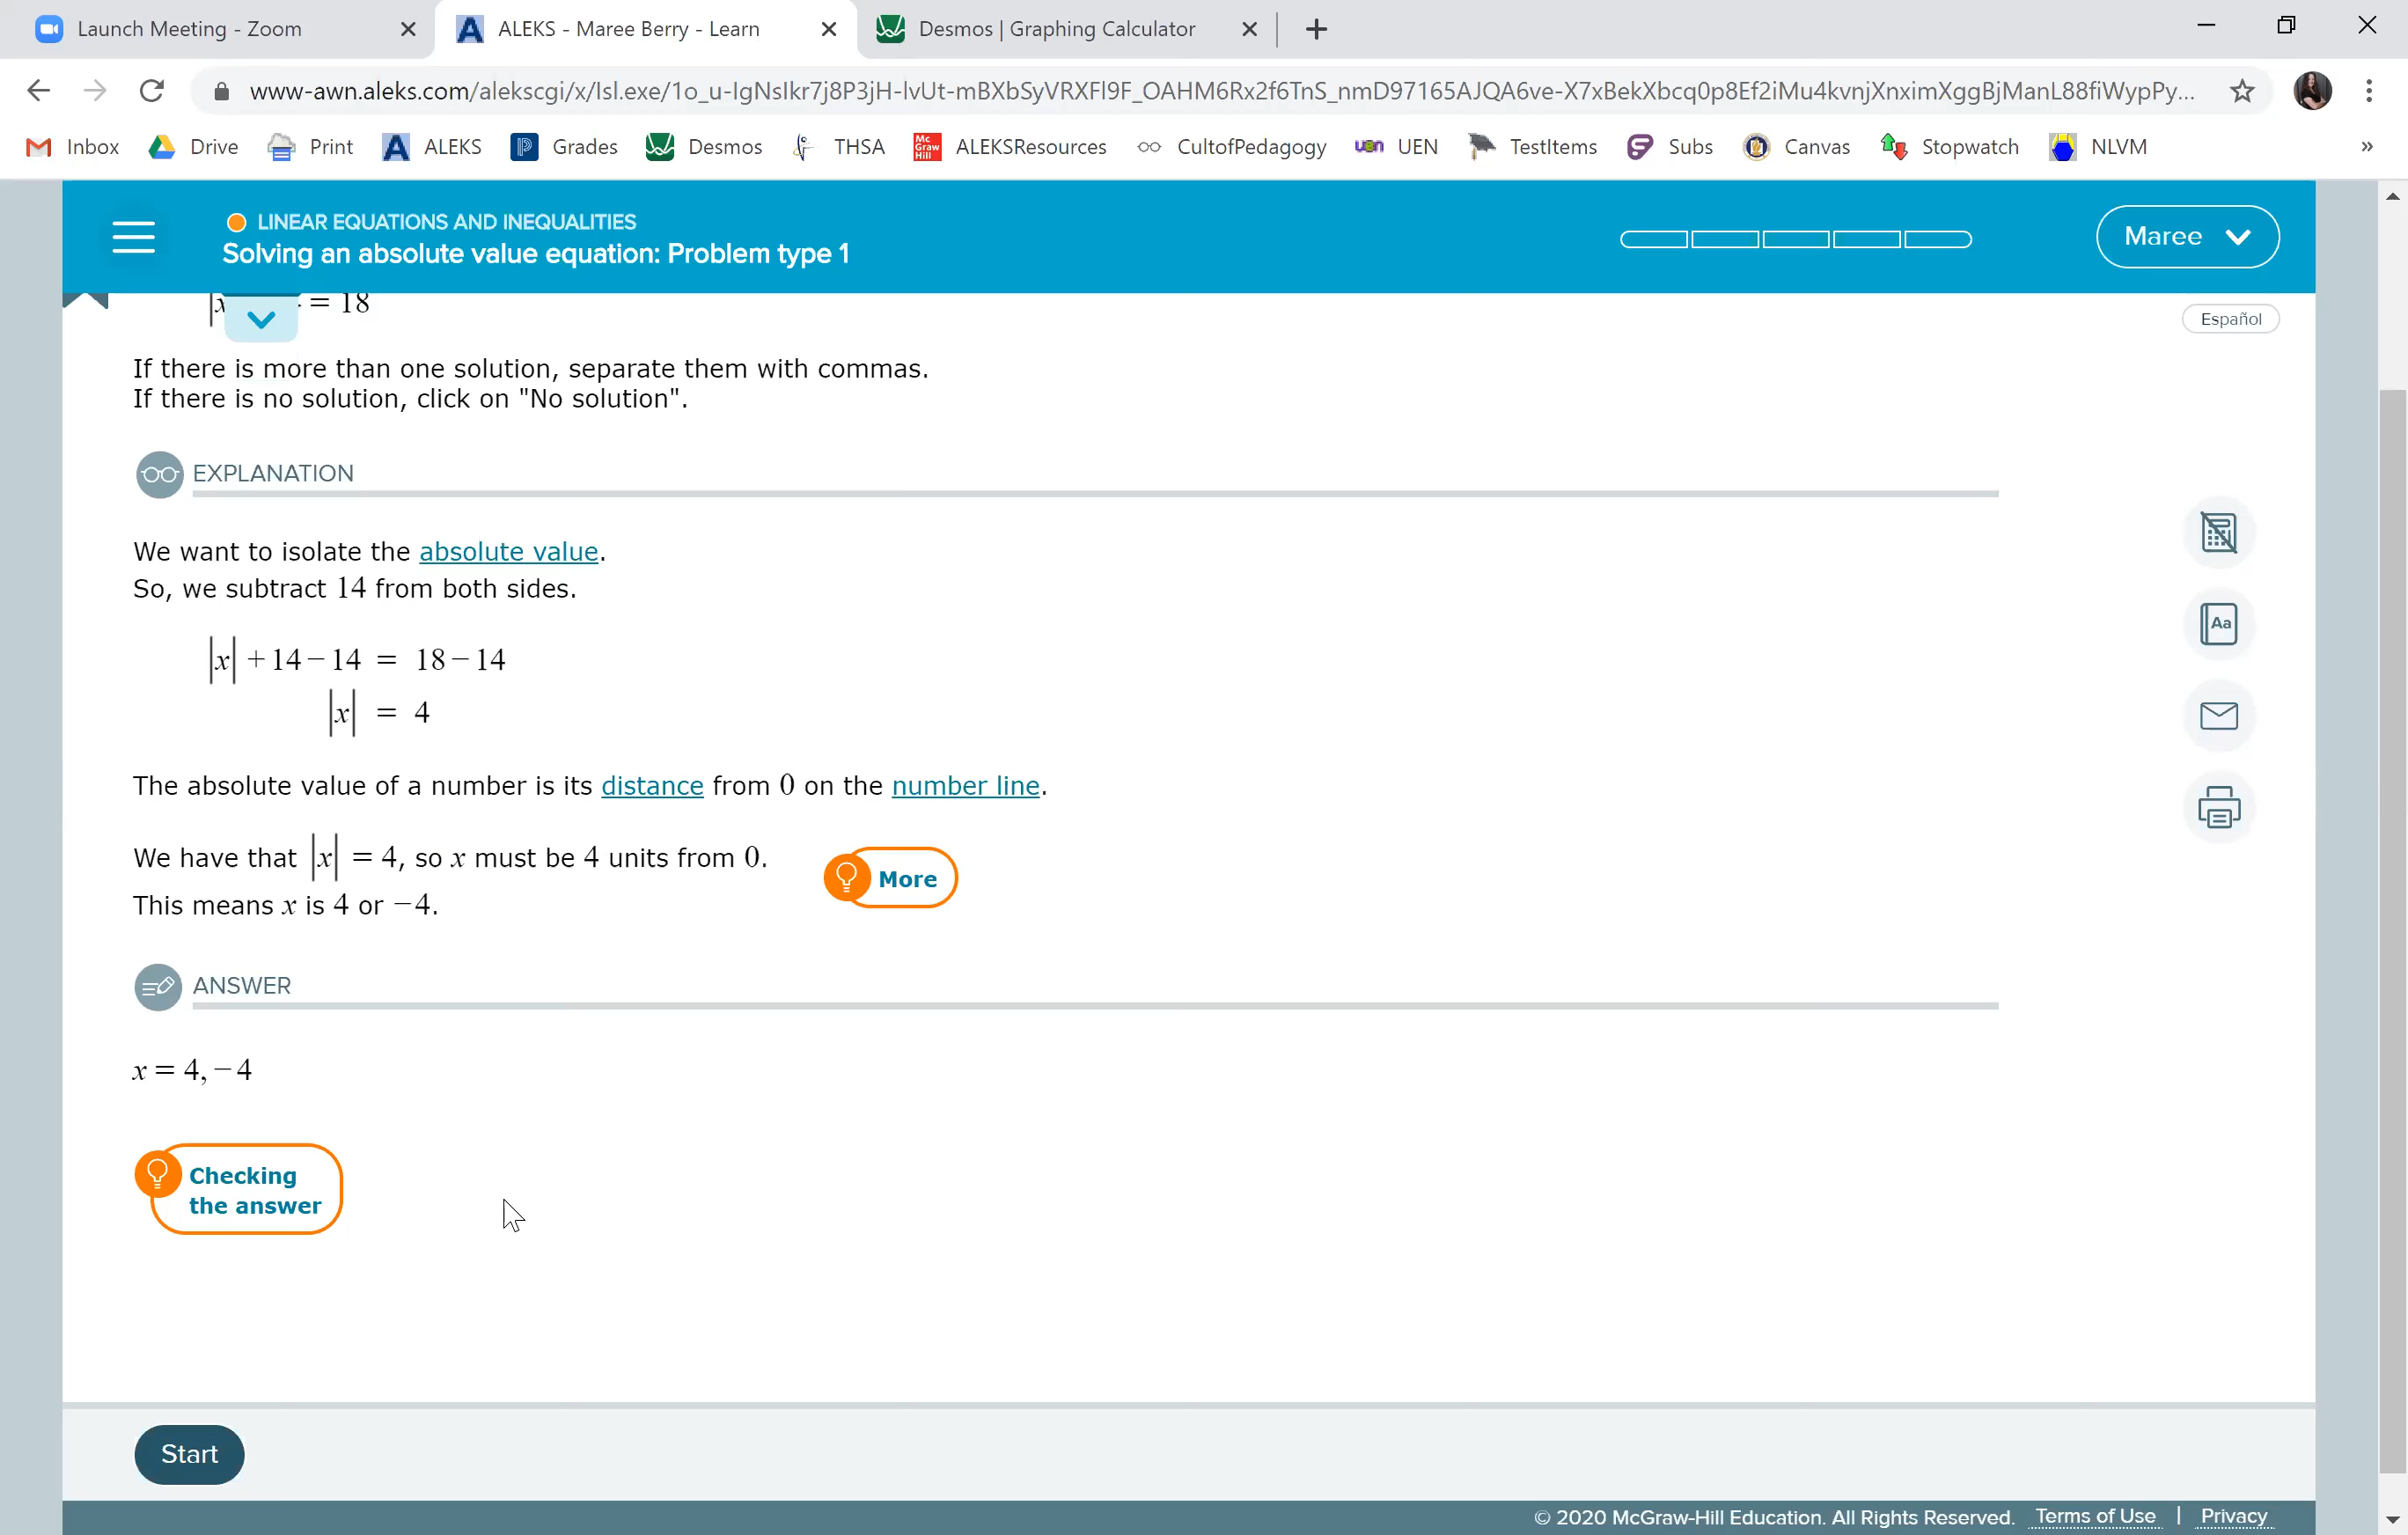 Launch Meeting - Zoom
ALEKS - Maree Berry - Learn
Desmos | Graphing Calculator
www-awn.aleks.com/alekscgi/x/Isl.exe/1o_u-IgNsIkr7j8P3jH-lvUt-mBXbSyVRXFl9F_OAHM6Rx2f6TnS_nmD97165AJQA6ve-X7xBekXbcq0p8Ef2iMu4kvnjXnximXggBjManL88fiWypPy...
Inbox Drive Print ALEKS Grades Desmos THSA ALEKSResources CultofPedagogy UEN TestItems Subs Canvas Stopwatch NLVM »
LINEAR EQUATIONS AND INEQUALITIES
Solving an absolute value equation: Problem type 1
Maree
= 18
Español
If there is more than one solution, separate them with commas.
If there is no solution, click on "No solution".
EXPLANATION
We want to isolate the absolute value.
So, we subtract 14 from both sides.
|x| + 14 − 14 = 18 − 14
|x| = 4
Aa
The absolute value of a number is its distance from 0 on the number line.
We have that |x| = 4, so x must be 4 units from 0.
More
This means x is 4 or −4.
ANSWER
x = 4, −4
Checking
the answer
Start
© 2020 McGraw-Hill Education. All Rights Reserved. Terms of Use | Privacy